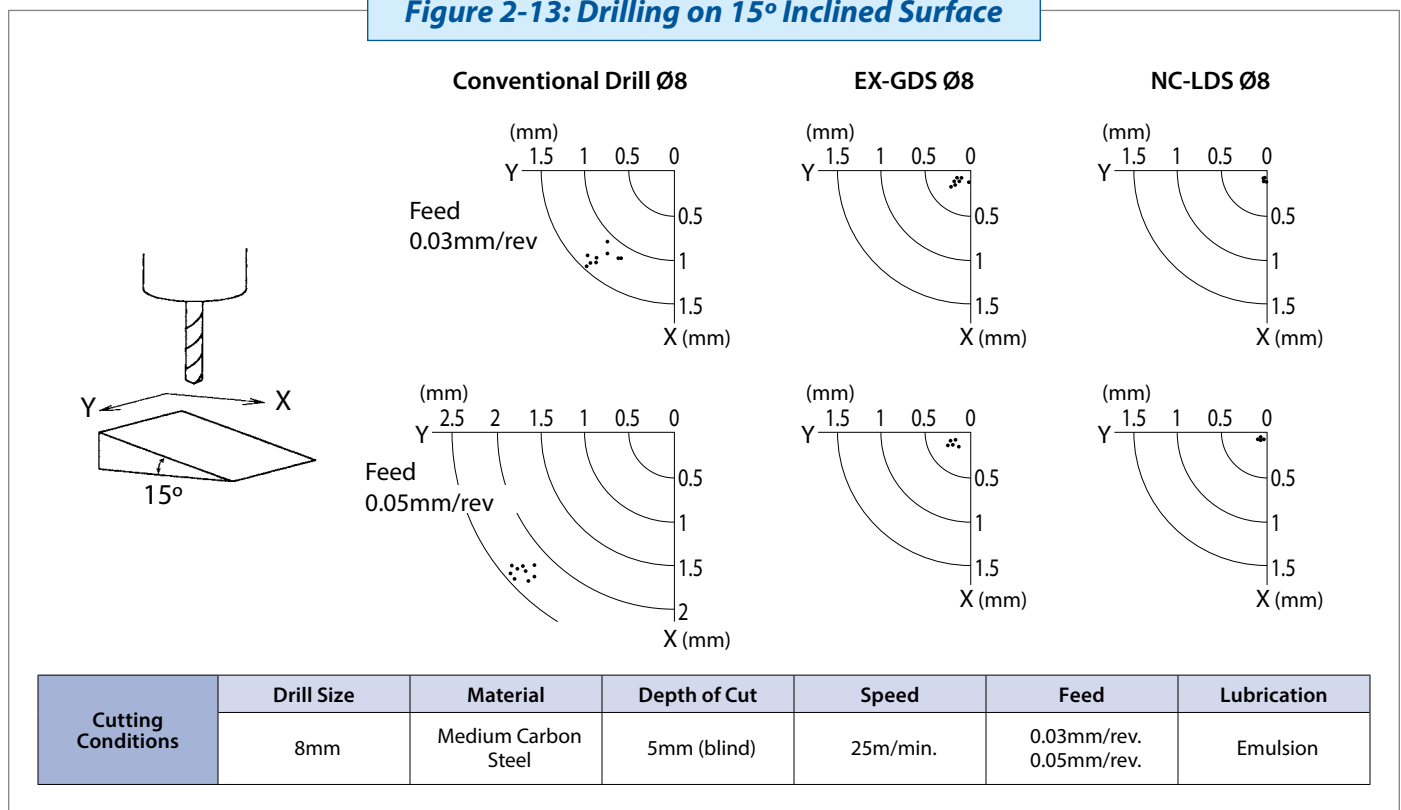 Figure 2-13: Drilling on 15º Inclined Surface
Conventional Drill Ø8
EX-GDS Ø8
NC-LDS Ø8
(mm)
1.5 1 0.5 0
Y
Feed
0.03mm/rev
0.5
1
1.5
X (mm)
(mm)
1.5 1 0.5 0
Y
0.5
1
1.5
X (mm)
(mm)
1.5 1 0.5 0
Y
0.5
1
1.5
X (mm)
Y
X
15º
(mm)
2.5 2 1.5 1 0.5 0
Y
Feed
0.05mm/rev
0.5
1
1.5
2
X (mm)
(mm)
1.5 1 0.5 0
Y
0.5
1
1.5
X (mm)
(mm)
1.5 1 0.5 0
Y
0.5
1
1.5
X (mm)
Cutting
Conditions
Drill Size
Material
Depth of Cut
Speed
Feed
Lubrication
8mm
Medium Carbon
Steel
5mm (blind)
25m/min.
0.03mm/rev.
0.05mm/rev.
Emulsion